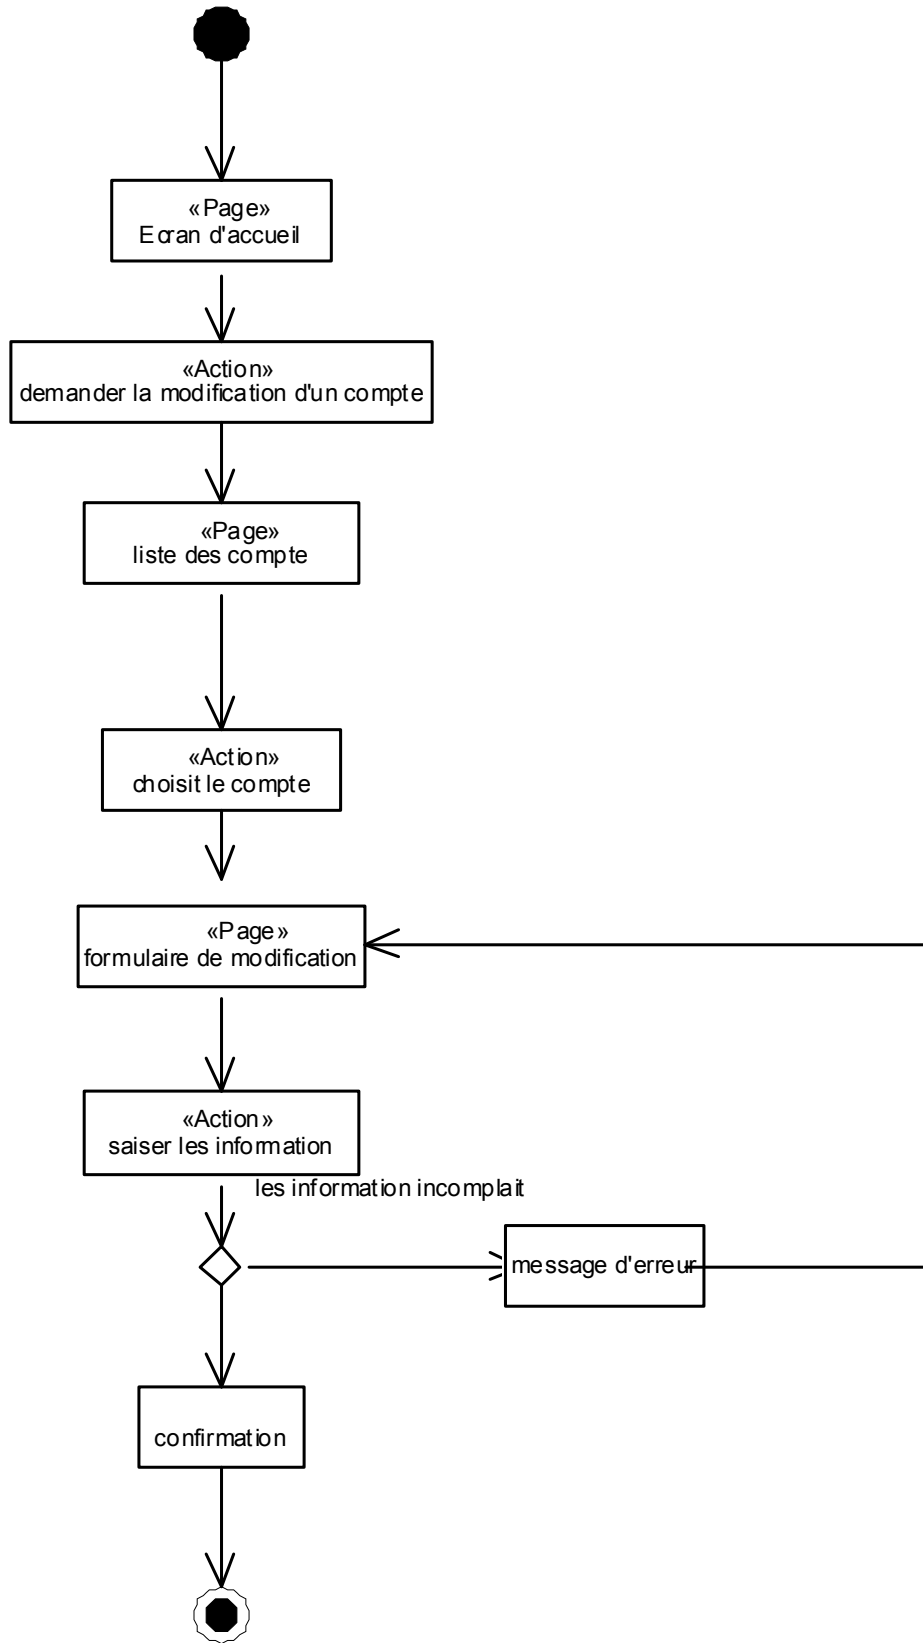 «Page»
Ecran d'accueil
«Action»
demander la modification d'un compte
«Page»
liste des compte
«Action»
choisit le compte
«Page»
formulaire de modification
«Action»
saiser les information
les information incomplait
message d'erreur
confirmation